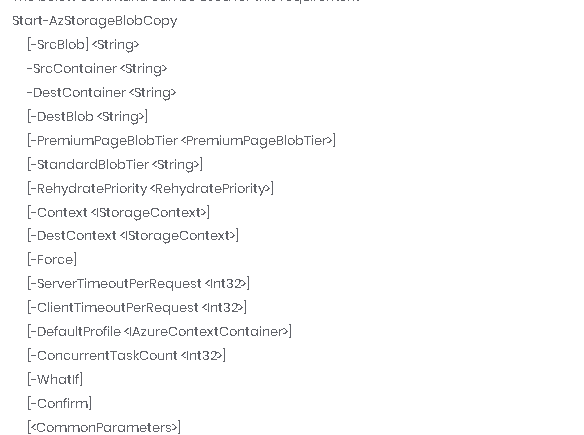 Start-AzStorageBlobCopy
[-SrcBlob] <String>
-SrcContainer <String>
-DestContainer <String>
[-DestBlob <String>]
[-PremiumPageBlobTier <PremiumPageBlobTier>]
[-StandardBlobTier <String>]
[-RehydratePriority <RehydratePriority>]
[-Context <IStorageContext>]
[-DestContext <IStorageContext>]
[-Force]
[-ServerTimeoutPerRequest <Int32>]
[-ClientTimeoutPerRequest <Int32>]
[-DefaultProfile <IAzureContextContainer>]
[-ConcurrentTaskCount <Int32>]
[-WhatIf]
[-Confirm]
[<CommonParameters>]